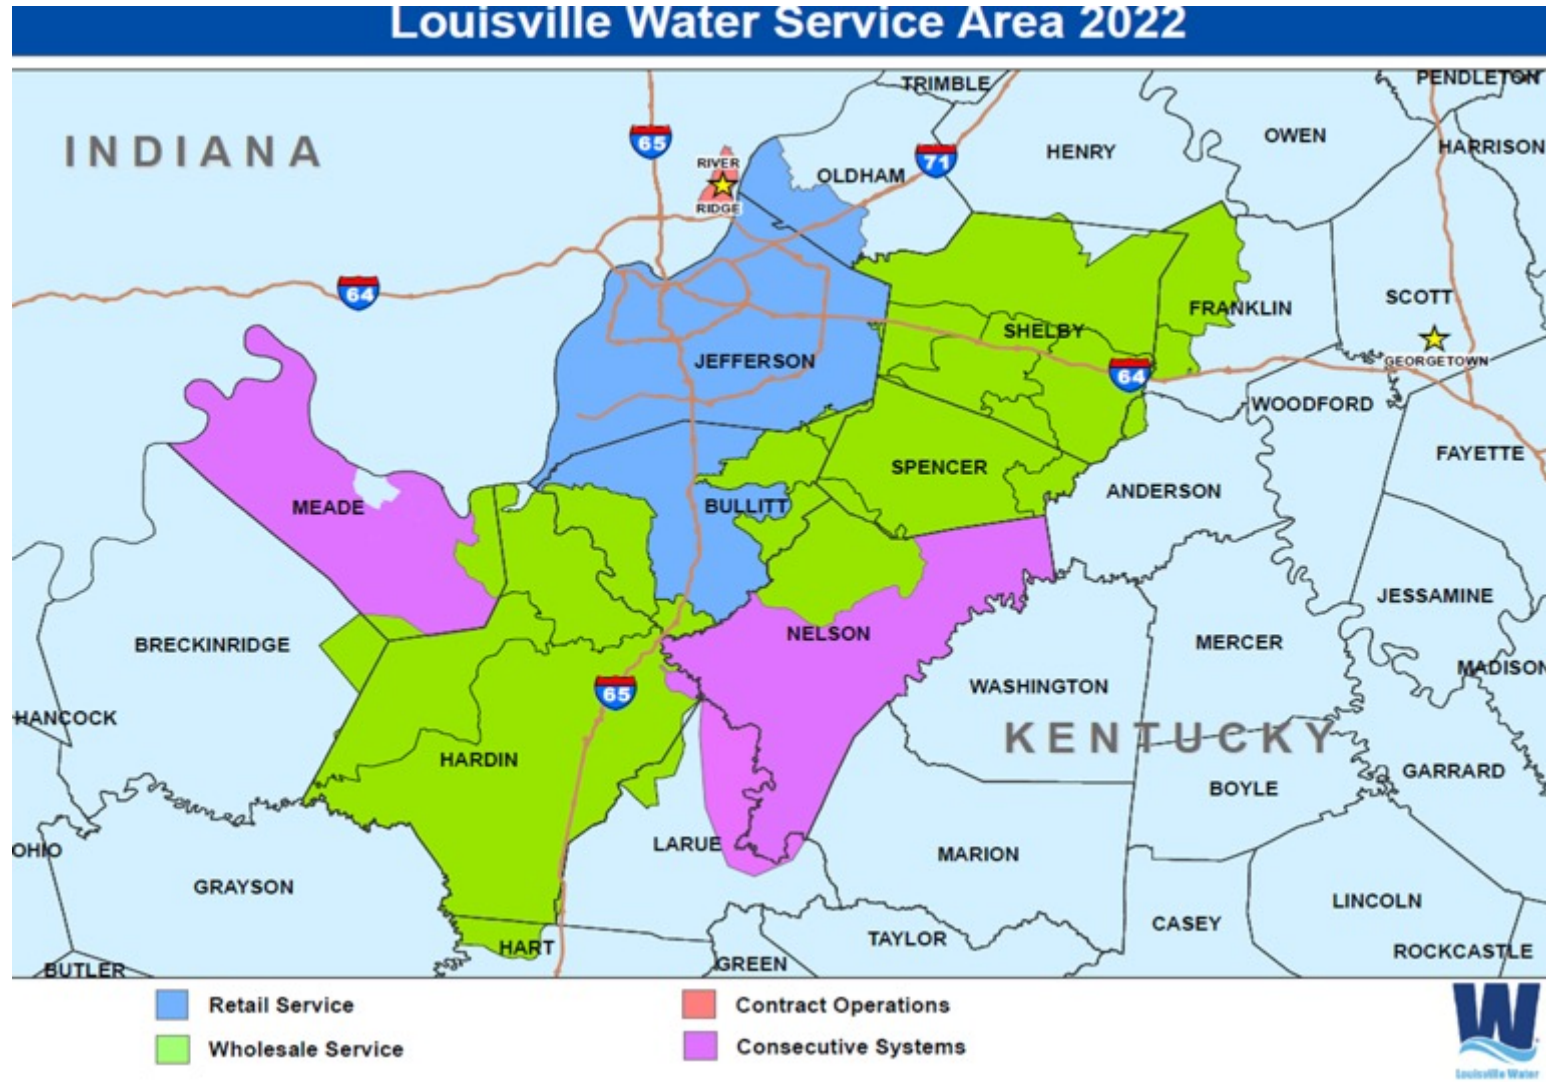 Louisville Water Service Area 2022
TRIMBLE
PENDLETON
INDIANA
65
RIVER
RIDGE
71
OLDHAM
HENRY
OWEN
HARRISON
64
FRANKLIN
SCOTT
SHELBY
GEORGETOWN
JEFFERSON
64
WOODFORD
FAYETTE
MEADE
BULLITT
SPENCER
ANDERSON
JESSAMINE
BRECKINRIDGE
NELSON
MERCER
MADISON
HANCOCK
65
WASHINGTON
KENTUCKY
HARDIN
BOYLE
GARRARD
OHIO
GRAYSON
LARUE
MARION
LINCOLN
HART
TAYLOR
CASEY
BUTLER
GREEN
ROCKCASTLE
Retail Service
Contract Operations
Wholesale Service
Consecutive Systems
W
Louisville Water